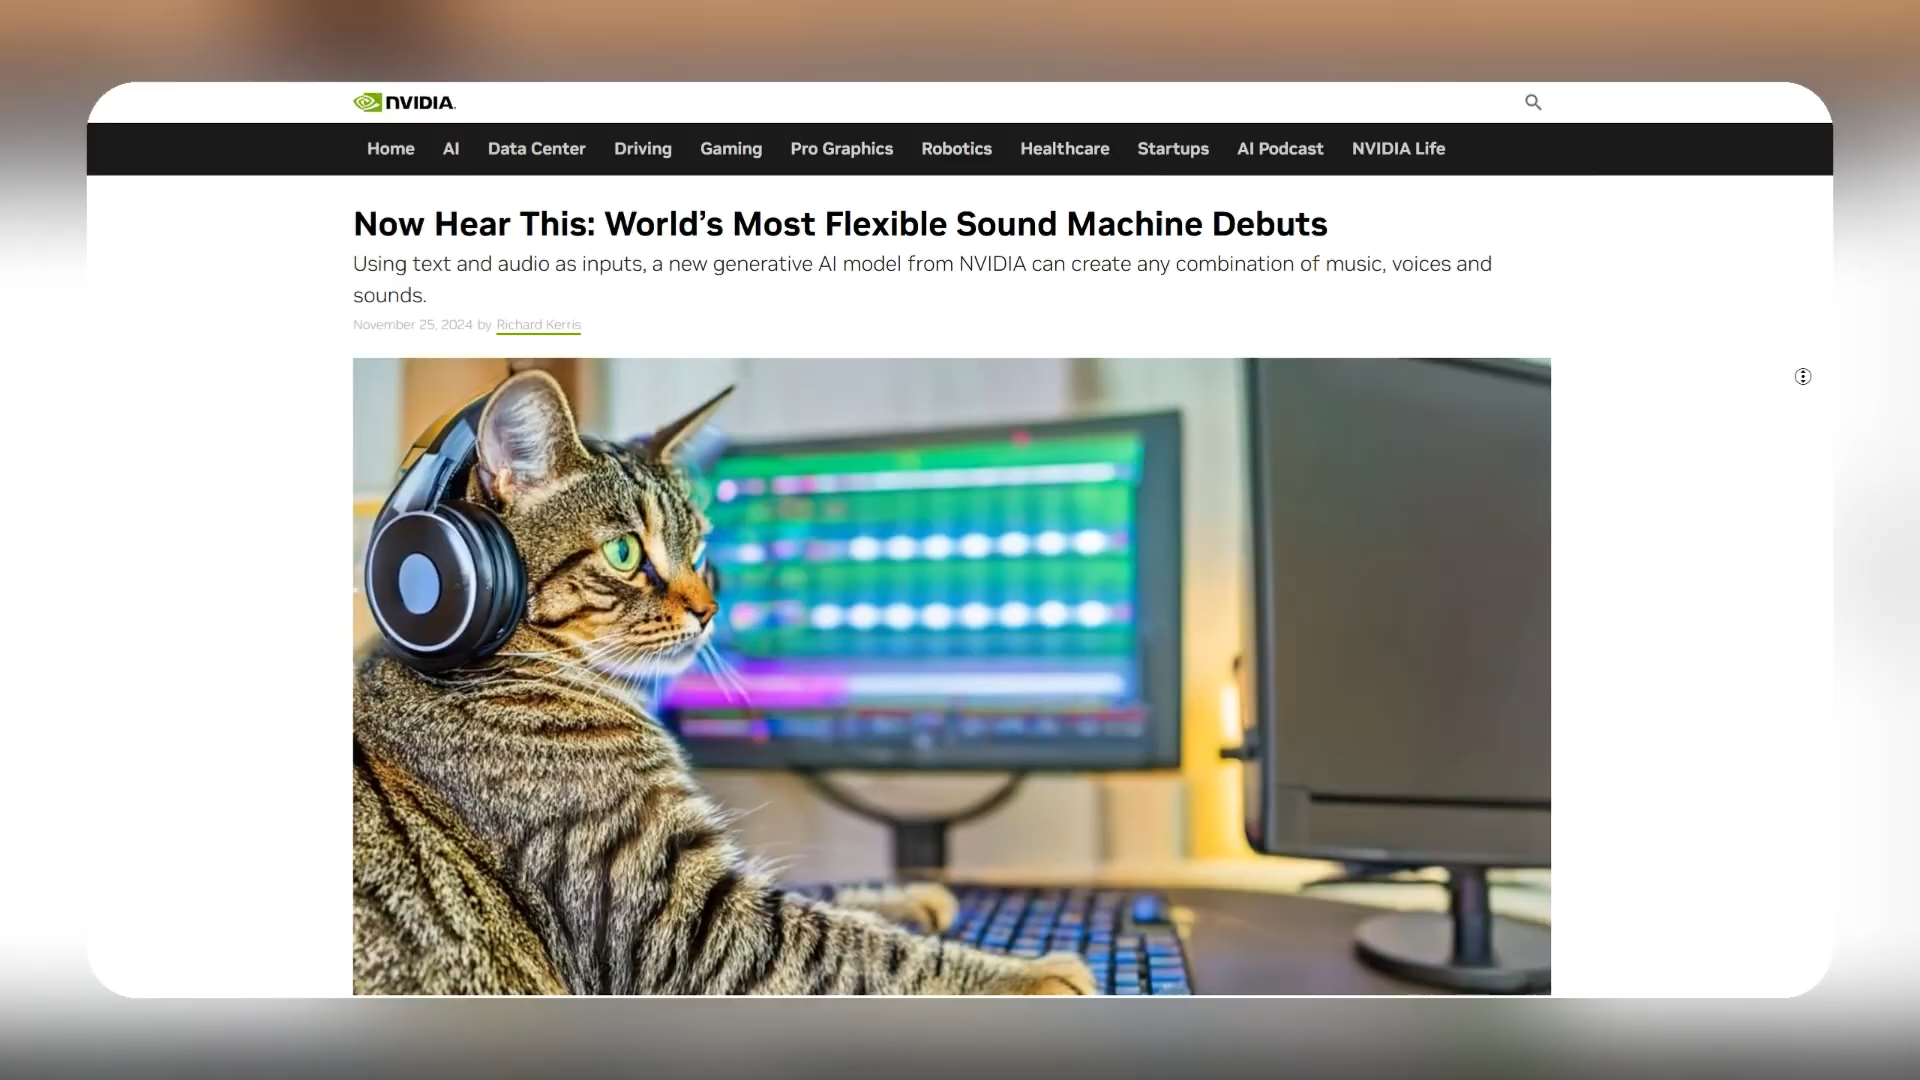 NVIDIA.
Home AI Data Center Driving Gaming Pro Graphics Robotics Healthcare Startups AI Podcast NVIDIA Life
Now Hear This: World’s Most Flexible Sound Machine Debuts
Using text and audio as inputs, a new generative AI model from NVIDIA can create any combination of music, voices and
sounds.
November 25, 2024 by Richard Kerris